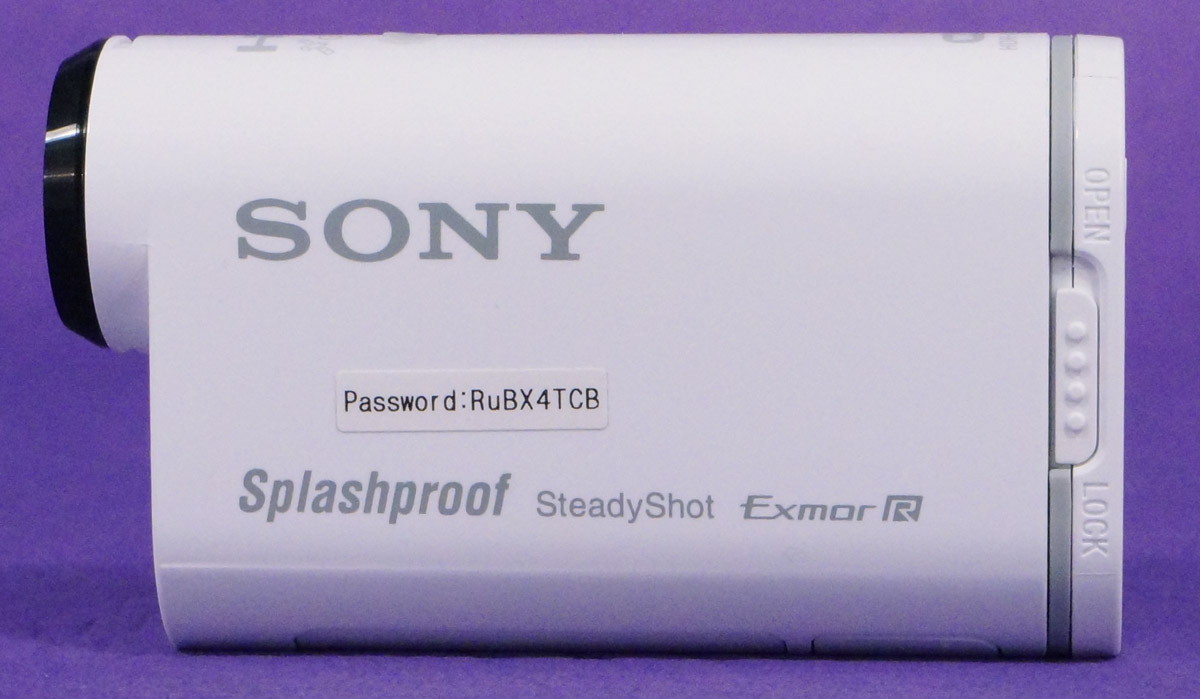 SONY
Password:RuBX4TCB
Splashproof SteadyShot Exmor R
OPEN
LOCK